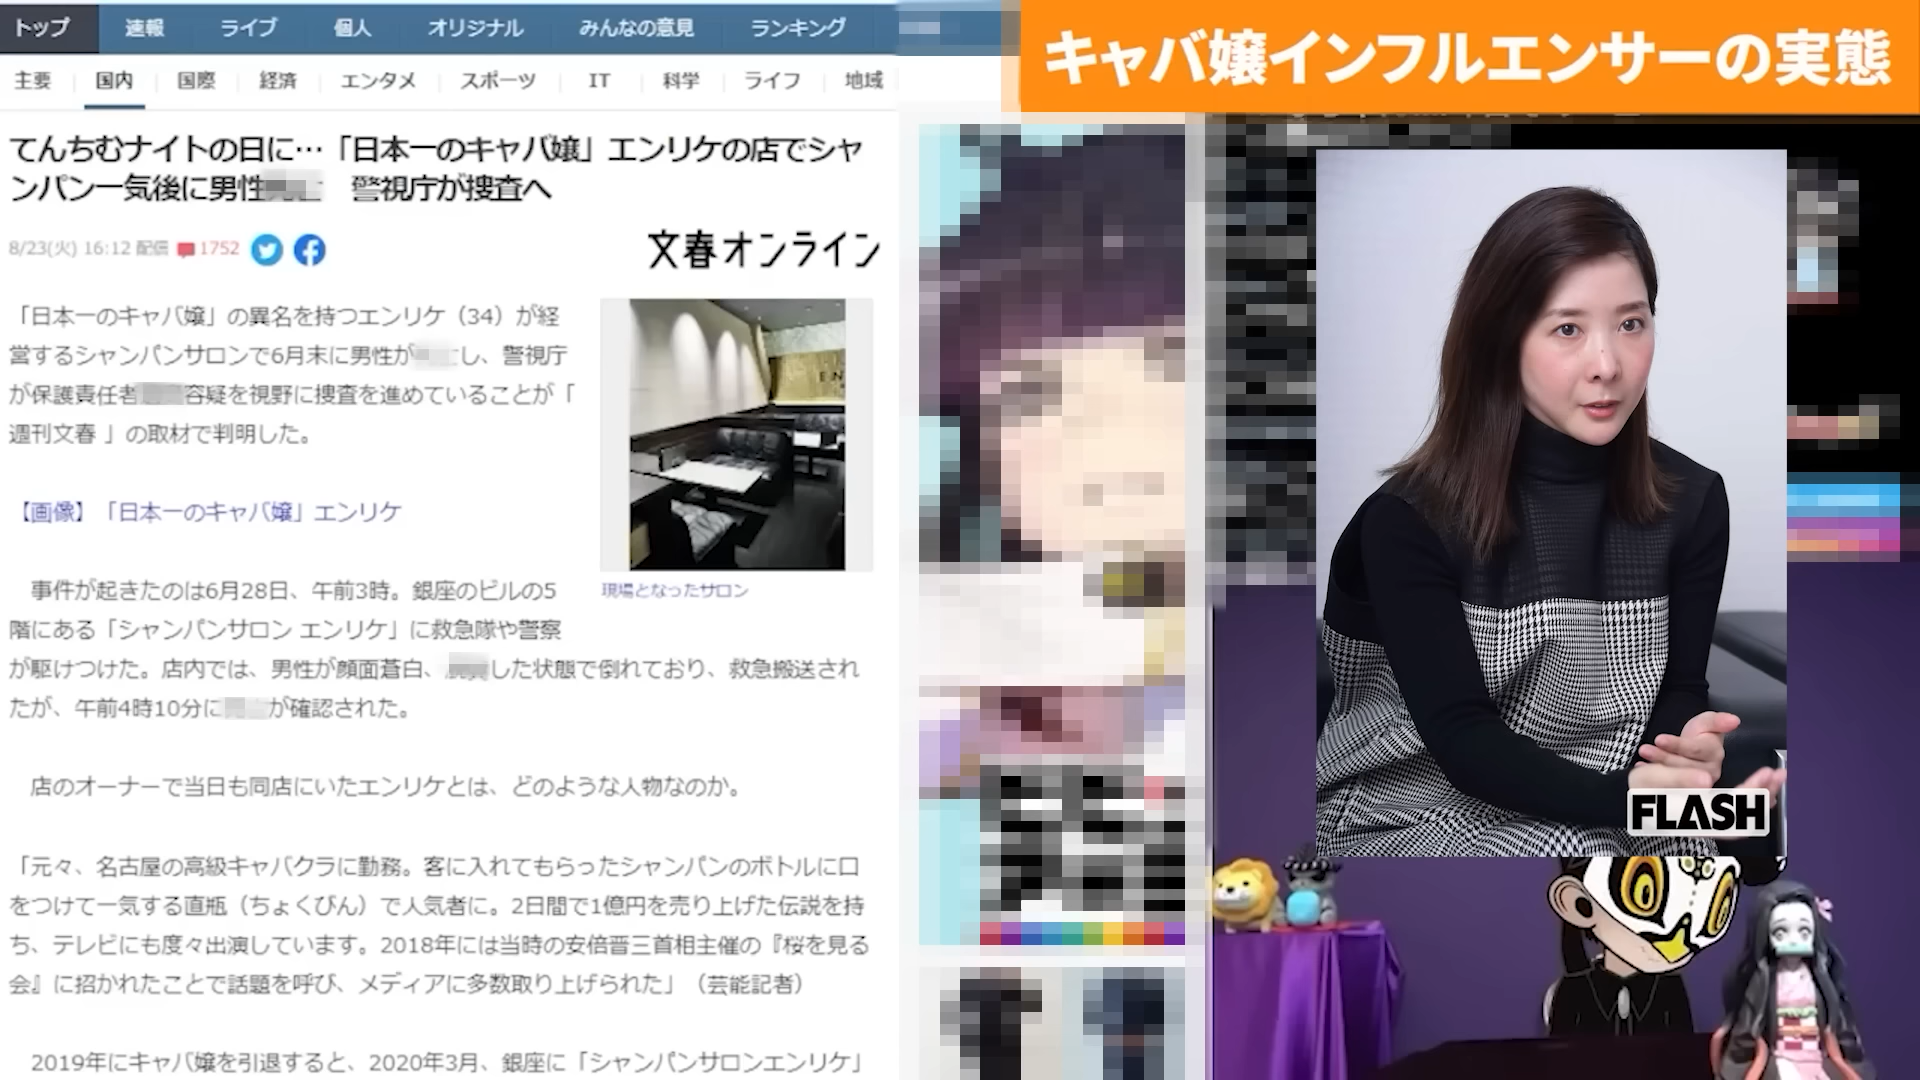 トップ 速報 ライブ 個人 オリジナル みんなの意見 ランキング
キャバ嬢インフルエンサーの実態
主要 国内 国際 経済 エンタメ スポーツ IT 科学 ライフ 地域
てんちむナイトの日に…「日本一のキャバ嬢」エンリケの店でシャ
ンパン一気後に男性 警視庁が捜査へ
8/23(火) 16:12 配信 1752
文春オンライン
「日本一のキャバ嬢」の異名を持つエンリケ（34）が経
営するシャンパンサロンで6月末に男性が し、警視庁
が保護責任者 容疑を視野に捜査を進めていることが「
週刊文春 」の取材で判明した。
【画像】「日本一のキャバ嬢」エンリケ
事件が起きたのは6月28日、午前3時。銀座のビルの5
現場となったサロン
階にある「シャンパンサロン エンリケ」に救急隊や警察
が駆けつけた。店内では、男性が顔面蒼白、 した状態で倒れており、救急搬送され
たが、午前4時10分に が確認された。
店のオーナーで当日も同店にいたエンリケとは、どのような人物なのか。
「元々、名古屋の高級キャバクラに勤務。客に入れてもらったシャンパンのボトルに口
をつけて一気する直瓶（ちょくびん）で人気者に。2日間で1億円を売り上げた伝説を持
ち、テレビにも度々出演しています。2018年には当時の安倍晋三首相主催の『桜を見る
会』に招かれたことで話題を呼び、メディアに多数取り上げられた」（芸能記者）
2019年にキャバ嬢を引退すると、2020年3月、銀座に「シャンパンサロンエンリケ」
FLASH